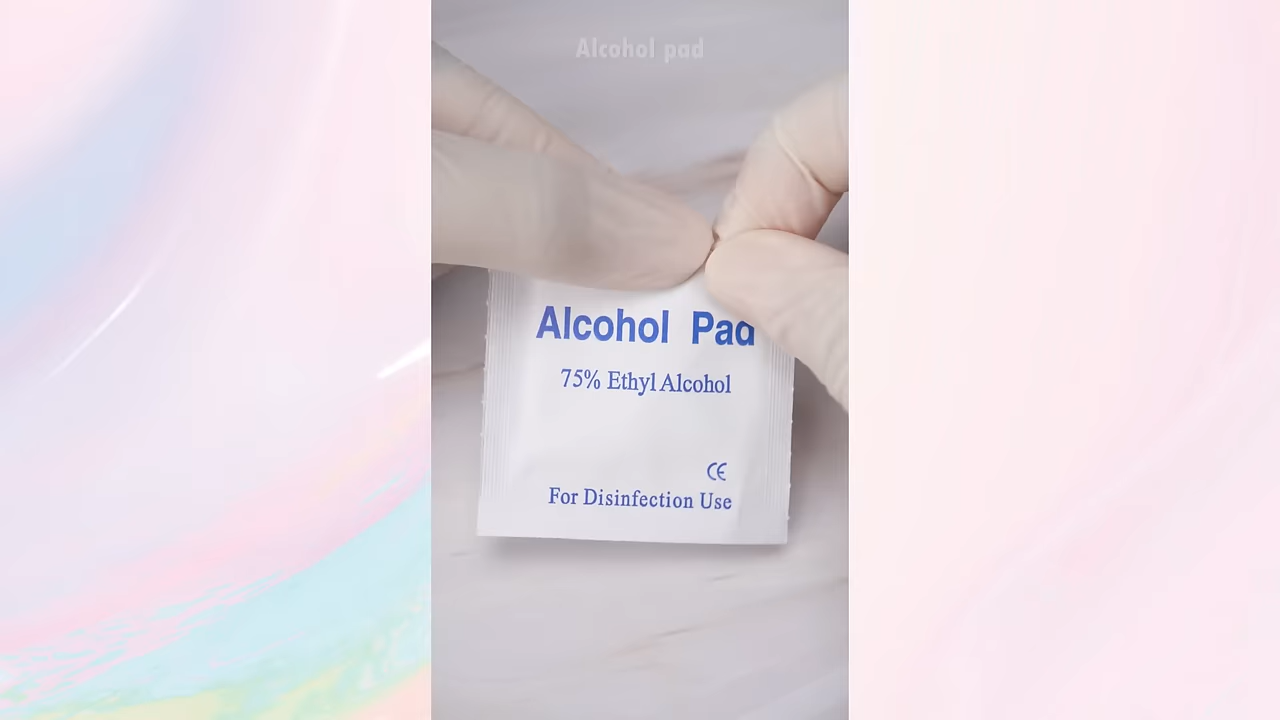 Alcohol pad
Alcohol Pad
75% Ethyl Alcohol
CE
For Disinfection Use